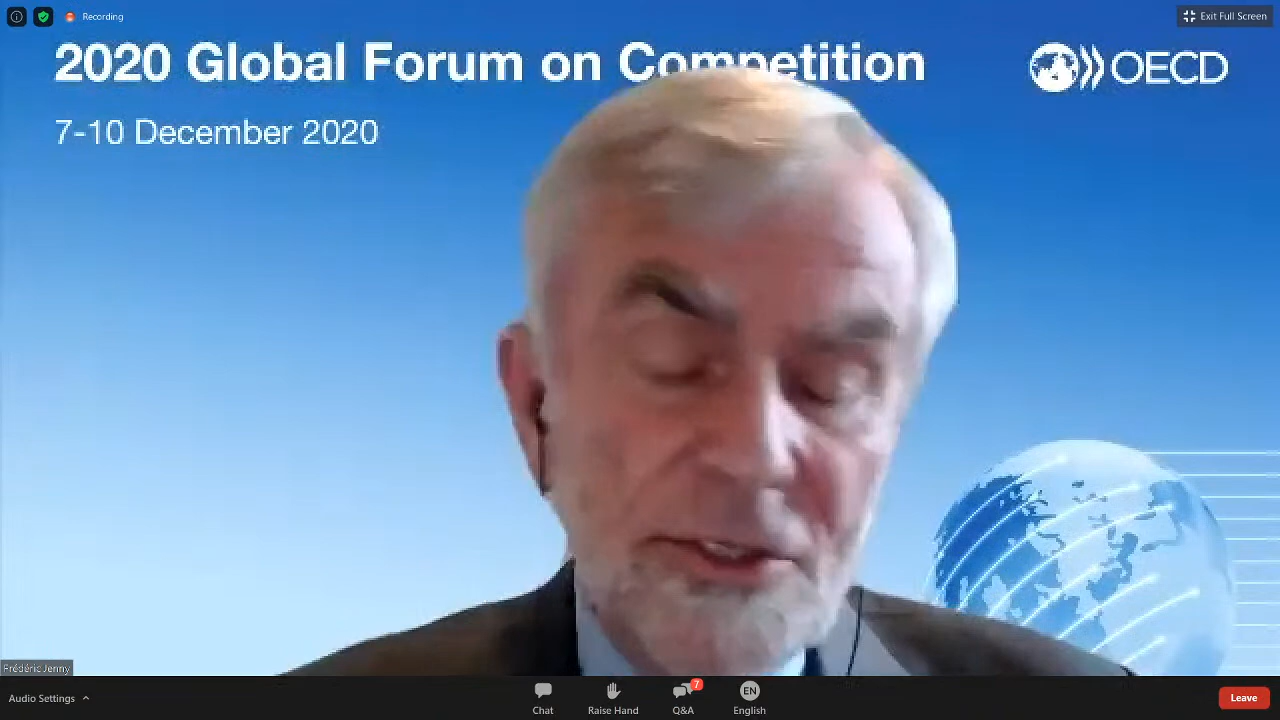 Recording
Exit Full Screen
2020 Global Forum on Competition
OECD
7-10 December 2020
Frédéric Jenny
Audio Settings
Chat
Raise Hand
7
Q&A
EN
English
Leave